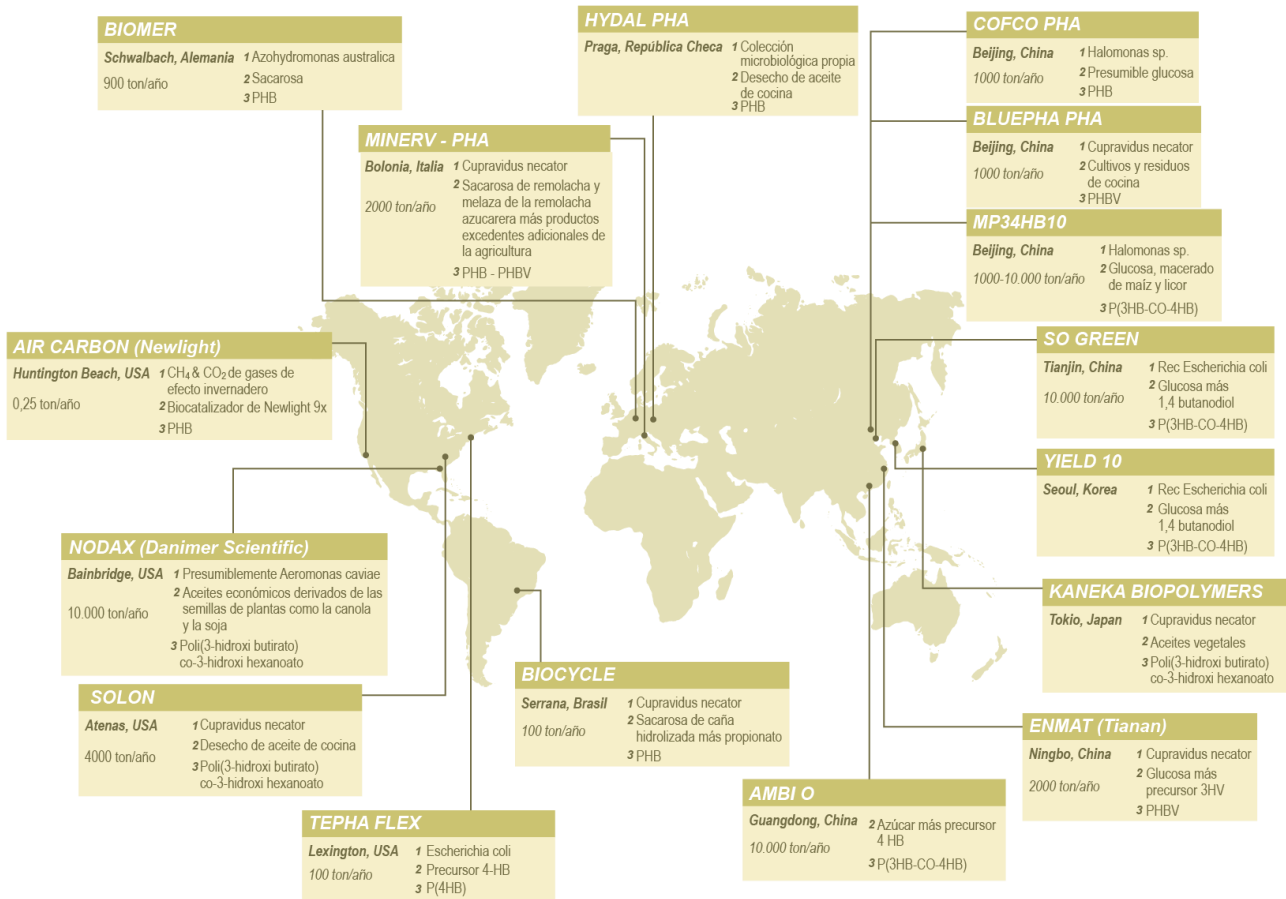 BIOMER
Schwalbach, Alemania
900 ton/año
1 Azohydromonas australica
2 Sacarosa
3 PHB
HYDAL PHA
Praga, República Checa
1 Colección
microbiológica propia
2 Desecho de aceite
de cocina
3 PHB
COFCO PHA
Beijing, China
1000 ton/año
1 Halomonas sp.
2 Presumible glucosa
3 PHB
MINERV - PHA
Bolonia, Italia
2000 ton/año
1 Cupravidus necator
2 Sacarosa de remolacha y
melaza de la remolacha
azucarera más productos
excedentes adicionales de
la agricultura
3 PHB - PHBV
BLUEPHA PHA
Beijing, China
1000 ton/año
1 Cupravidus necator
2 Cultivos y residuos
de cocina
3 PHBV
MP34HB10
Beijing, China
1000-10.000 ton/año
1 Halomonas sp.
2 Glucosa, macerado
de maíz y licor
3 P(3HB-CO-4HB)
AIR CARBON (Newlight)
Huntington Beach, USA
0,25 ton/año
1 CH₄ & CO₂ de gases de
efecto invernadero
2 Biocatalizador de Newlight 9x
3 PHB
SO GREEN
Tianjin, China
10.000 ton/año
1 Rec Escherichia coli
2 Glucosa más
1,4 butanodiol
3 P(3HB-CO-4HB)
YIELD 10
Seoul, Korea
1 Rec Escherichia coli
2 Glucosa más
1,4 butanodiol
3 P(3HB-CO-4HB)
NODAX (Danimer Scientific)
Bainbridge, USA
10.000 ton/año
1 Presumiblemente Aeromonas caviae
2 Aceites económicos derivados de las
semillas de plantas como la canola
y la soja
3 Poli(3-hidroxi butirato)
co-3-hidroxi hexanoato
KANEKA BIOPOLYMERS
Tokio, Japan
1 Cupravidus necator
2 Aceites vegetales
3 Poli(3-hidroxi butirato)
co-3-hidroxi hexanoato
SOLON
Atenas, USA
4000 ton/año
1 Cupravidus necator
2 Desecho de aceite de cocina
3 Poli(3-hidroxi butirato)
co-3-hidroxi hexanoato
BIOCYCLE
Serrana, Brasil
100 ton/año
1 Cupravidus necator
2 Sacarosa de caña
hidrolizada más propionato
3 PHB
ENMAT (Tianan)
Ningbo, China
2000 ton/año
1 Cupravidus necator
2 Glucosa más
precursor 3HV
3 PHBV
AMBI O
Guangdong, China
10.000 ton/año
2 Azúcar más precursor
4 HB
3 P(3HB-CO-4HB)
TEPHA FLEX
Lexington, USA
100 ton/año
1 Escherichia coli
2 Precursor 4-HB
3 P(4HB)